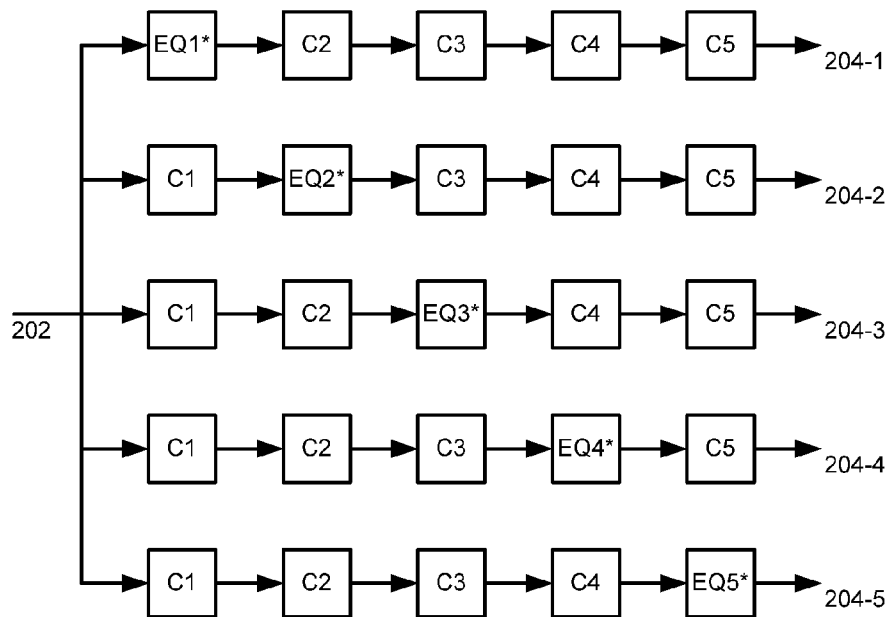 EQ1* C2 C3 C4 C5
204-1
C1 EQ2* C3 C4 C5
204-2
C1 C2 EQ3* C4 C5
202
204-3
C1 C2 C3 EQ4* C5
204-4
C1 C2 C3 C4 EQ5*
204-5